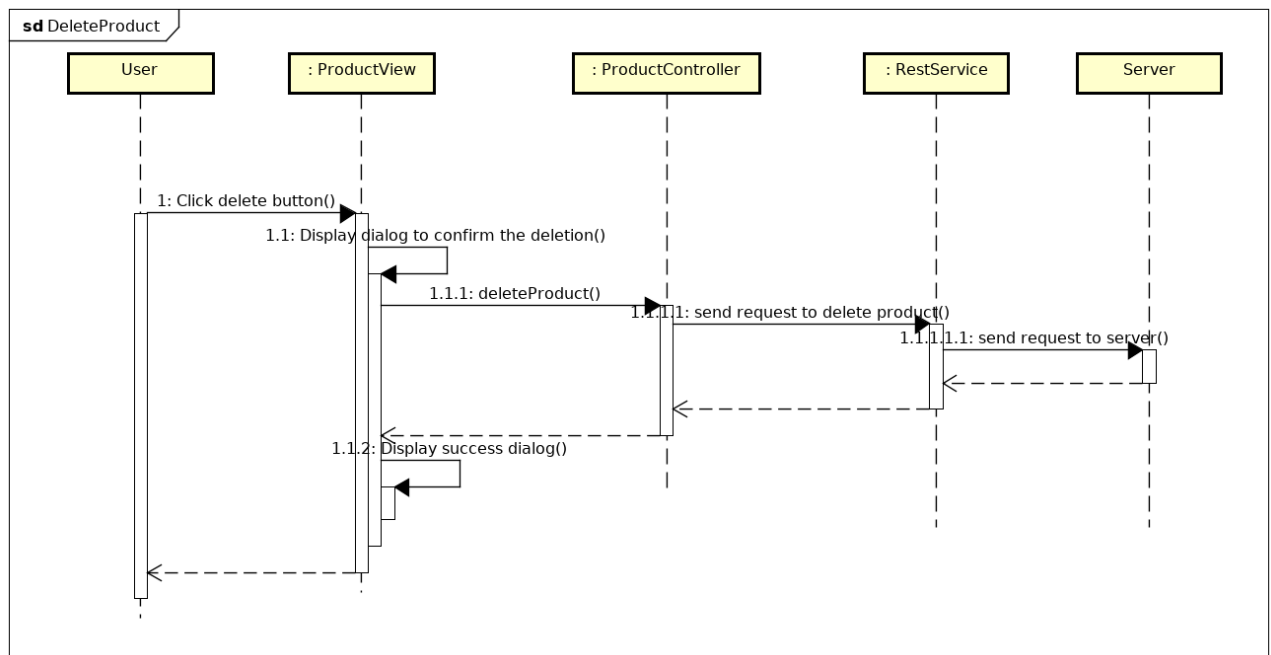 sd DeleteProduct
User
: ProductView
: ProductController
: RestService
Server
1: Click delete button()
1.1: Display dialog to confirm the deletion()
1.1.1: deleteProduct()
1.1.1.1: send request to delete product()
1.1.1.1.1: send request to server()
1.1.2: Display success dialog()